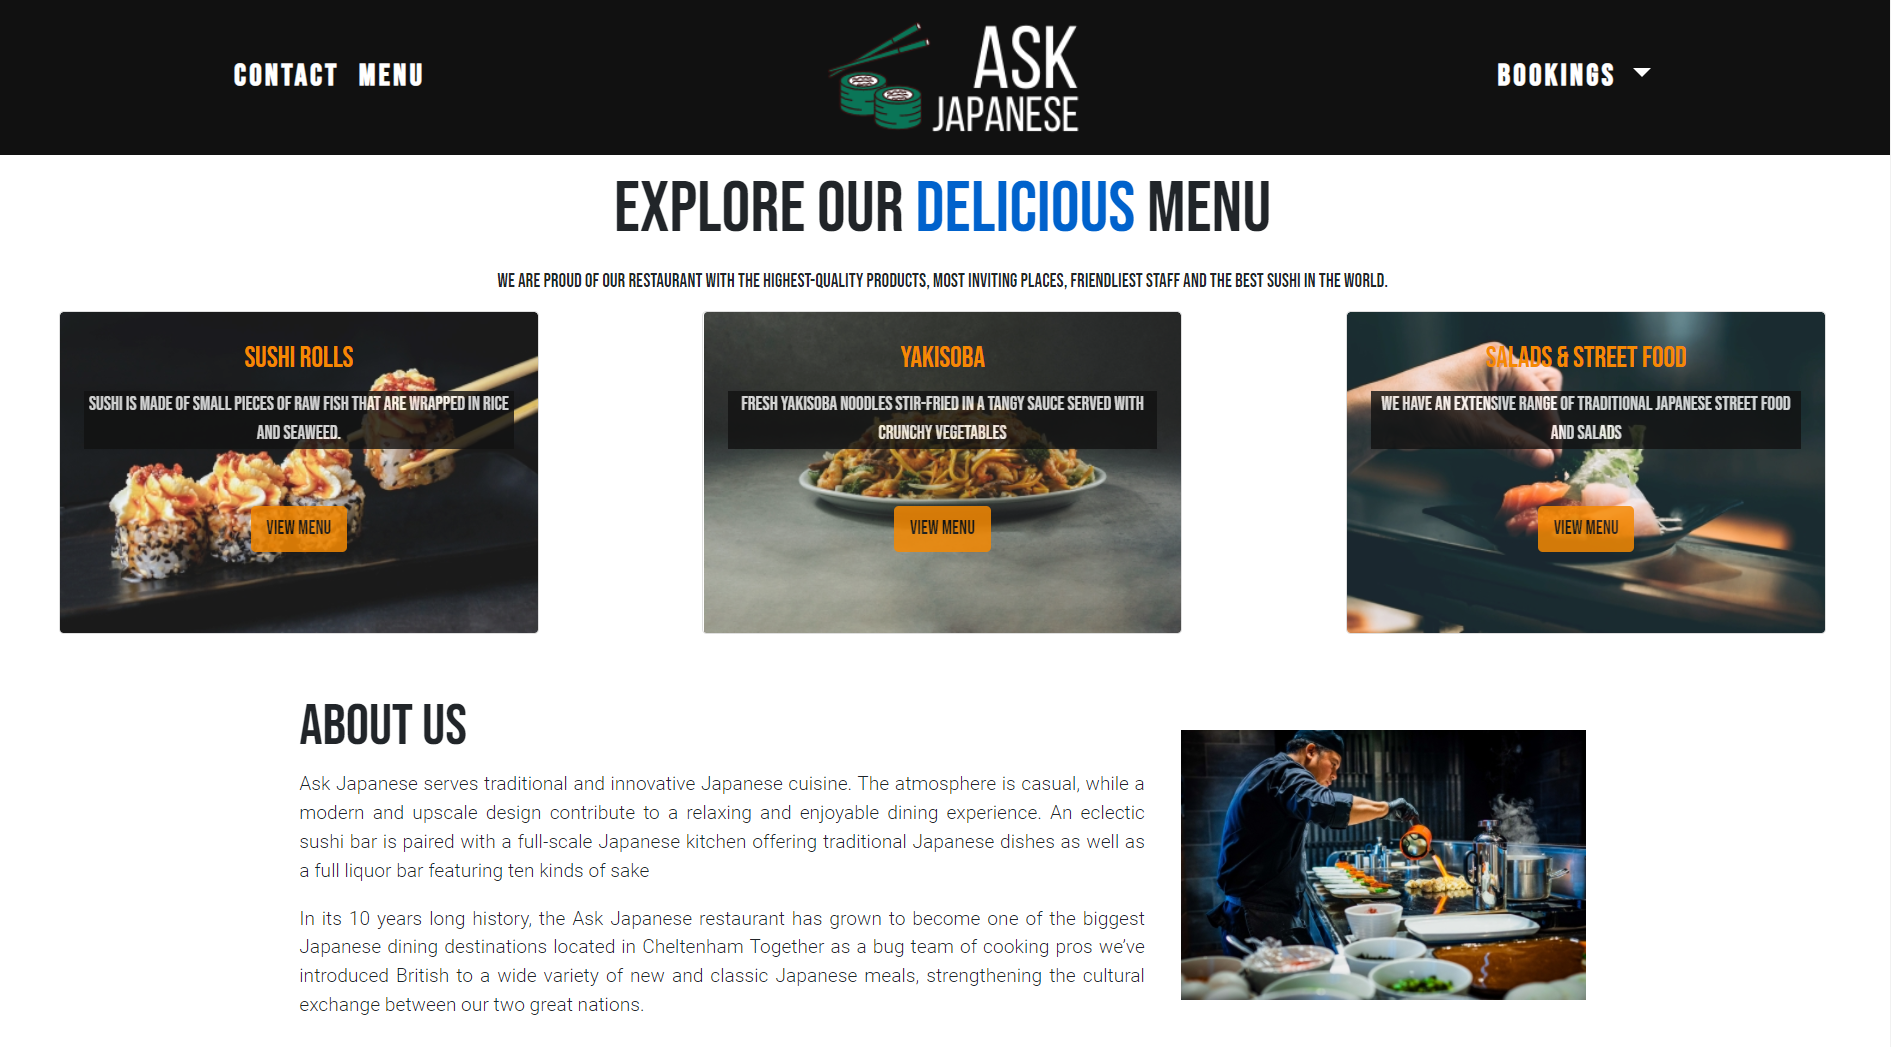 CONTACT MENU
ASK
JAPANESE
BOOKINGS
EXPLORE OUR DELICIOUS MENU
WE ARE PROUD OF OUR RESTAURANT WITH THE HIGHEST-QUALITY PRODUCTS, MOST INVITING PLACES, FRIENDLIEST STAFF AND THE BEST SUSHI IN THE WORLD.
SUSHI ROLLS
SUSHI IS MADE OF SMALL PIECES OF RAW FISH THAT ARE WRAPPED IN RICE
AND SEAWEED.
VIEW MENU
YAKISOBA
FRESH YAKISOBA NOODLES STIR-FRIED IN A TANGY SAUCE SERVED WITH
CRUNCHY VEGETABLES
VIEW MENU
SALADS & STREET FOOD
WE HAVE AN EXTENSIVE RANGE OF TRADITIONAL JAPANESE STREET FOOD
AND SALADS
VIEW MENU
ABOUT US
Ask Japanese serves traditional and innovative Japanese cuisine. The atmosphere is casual, while a
modern and upscale design contribute to a relaxing and enjoyable dining experience. An eclectic
sushi bar is paired with a full-scale Japanese kitchen offering traditional Japanese dishes as well as
a full liquor bar featuring ten kinds of sake
In its 10 years long history, the Ask Japanese restaurant has grown to become one of the biggest
Japanese dining destinations located in Cheltenham Together as a bug team of cooking pros we've
introduced British to a wide variety of new and classic Japanese meals, strengthening the cultural
exchange between our two great nations.